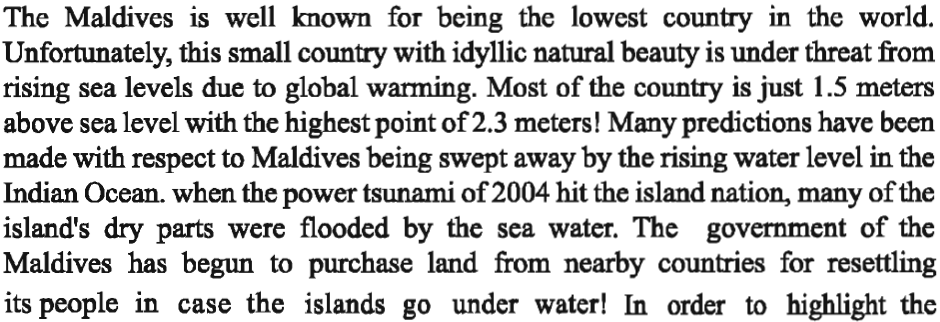 The Maldives is well known for being the lowest country in the world.
Unfortunately, this small country with idyllic natural beauty is under threat from
rising sea levels due to global warming. Most of the country is just 1.5 meters
above sea level with the highest point of 2.3 meters! Many predictions have been
made with respect to Maldives being swept away by the rising water level in the
Indian Ocean. when the power tsunami of 2004 hit the island nation, many of the
island's dry parts were flooded by the sea water. The government of the
Maldives has begun to purchase land from nearby countries for resettling
its people in case the islands go under water! In order to highlight the